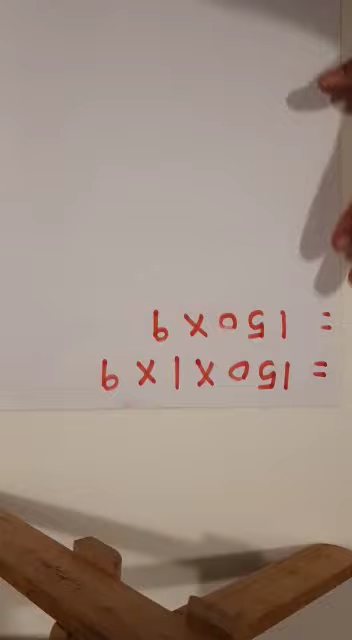 = 150 x 1 x 9
= 150 x 9